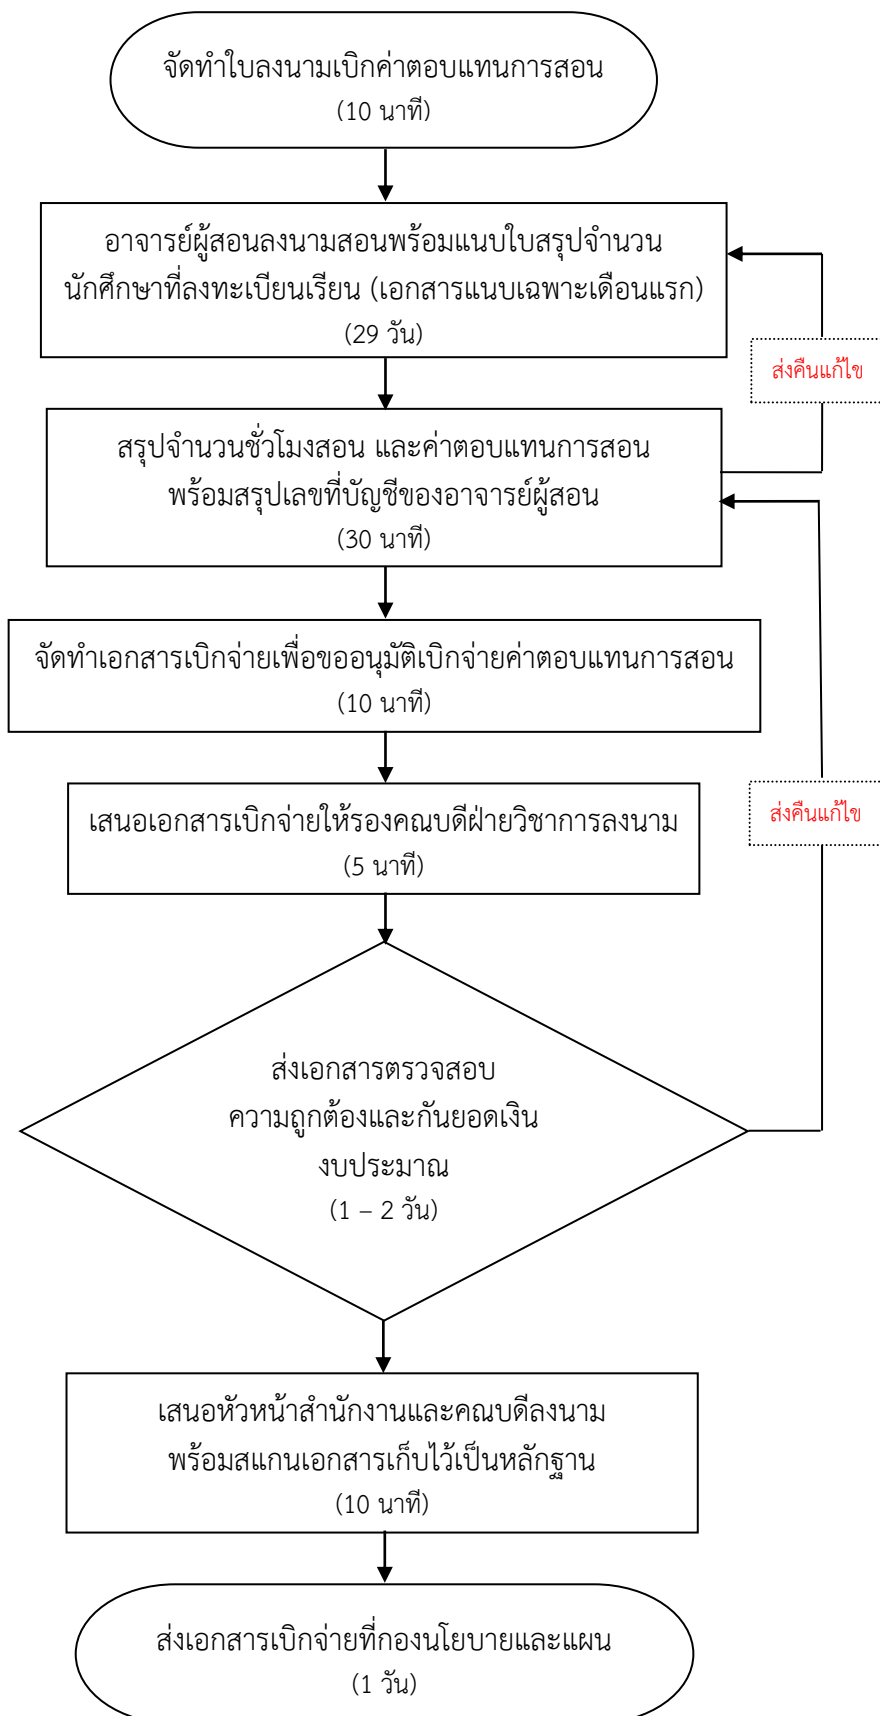 จัดทำใบลงนามเบิกค่าตอบแทนการสอน
(10 นาที)
อาจารย์ผู้สอนลงนามสอนพร้อมแนบใบสรุปจำนวน
นักศึกษาที่ลงทะเบียนเรียน (เอกสารแนบเฉพาะเดือนแรก)
(29 วัน)
ส่งคืนแก้ไข
สรุปจำนวนชั่วโมงสอน และค่าตอบแทนการสอน
พร้อมสรุปเลขที่บัญชีของอาจารย์ผู้สอน
(30 นาที)
จัดทำเอกสารเบิกจ่ายเพื่อขออนุมัติเบิกจ่ายค่าตอบแทนการสอน
(10 นาที)
เสนอเอกสารเบิกจ่ายให้รองคณบดีฝ่ายวิชาการลงนาม
(5 นาที)
ส่งคืนแก้ไข
ส่งเอกสารตรวจสอบ
ความถูกต้องและกันยอดเงิน
งบประมาณ
(1 – 2 วัน)
เสนอหัวหน้าสำนักงานและคณบดีลงนาม
พร้อมสแกนเอกสารเก็บไว้เป็นหลักฐาน
(10 นาที)
ส่งเอกสารเบิกจ่ายที่กองนโยบายและแผน
(1 วัน)